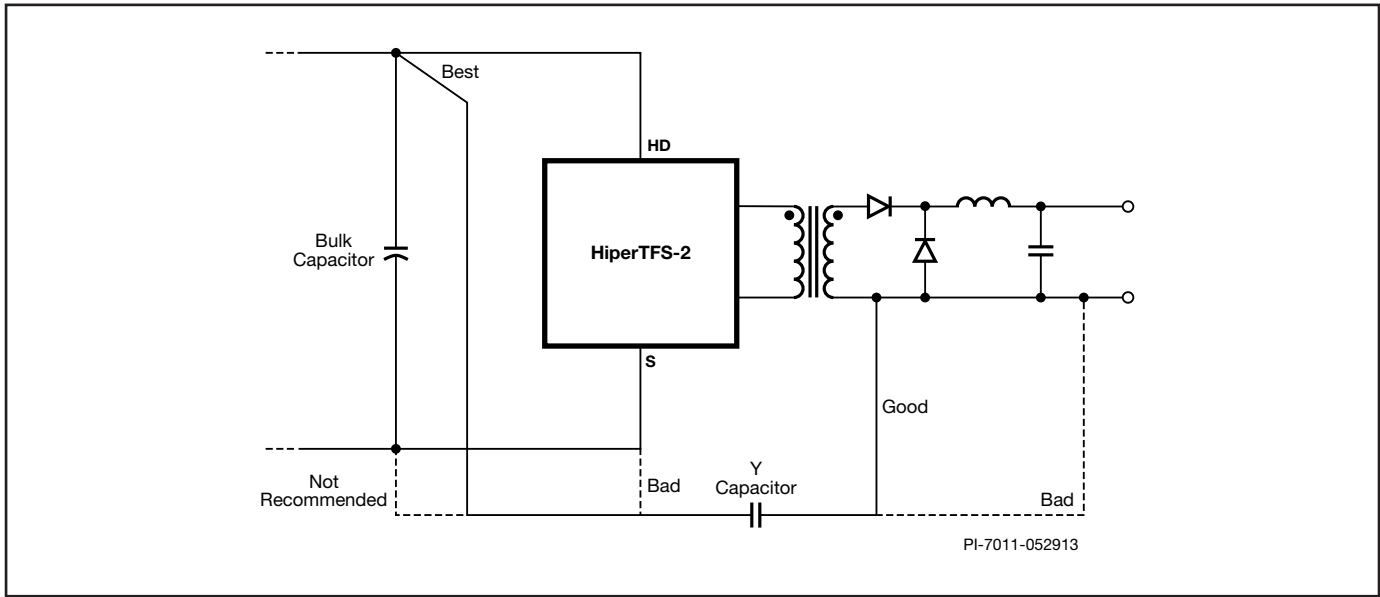 Best
HD
Bulk
Capacitor
HiperTFS-2
S
Good
Not
Recommended
Bad
Y
Capacitor
Bad
PI-7011-052913